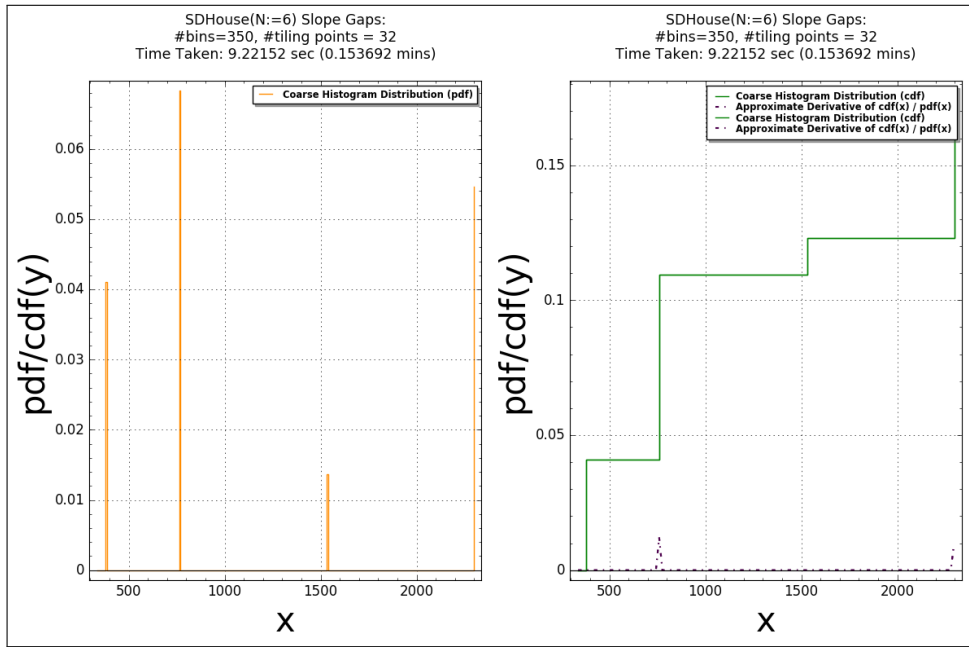 SDHouse(N:=6) Slope Gaps:
#bins=350, #tiling points = 32
Time Taken: 9.22152 sec (0.153692 mins)
Coarse Histogram Distribution (pdf)
0.06
0.05
0.04
0.03
0.02
0.01
0
pdf/cdf(y)
500
1000
1500
2000
x
SDHouse(N:=6) Slope Gaps:
#bins=350, #tiling points = 32
Time Taken: 9.22152 sec (0.153692 mins)
Coarse Histogram Distribution (cdf)
Approximate Derivative of cdf(x) / pdf(x)
Coarse Histogram Distribution (cdf)
Approximate Derivative of cdf(x) / pdf(x)
0.15
0.1
0.05
0
pdf/cdf(y)
500
1000
1500
2000
x